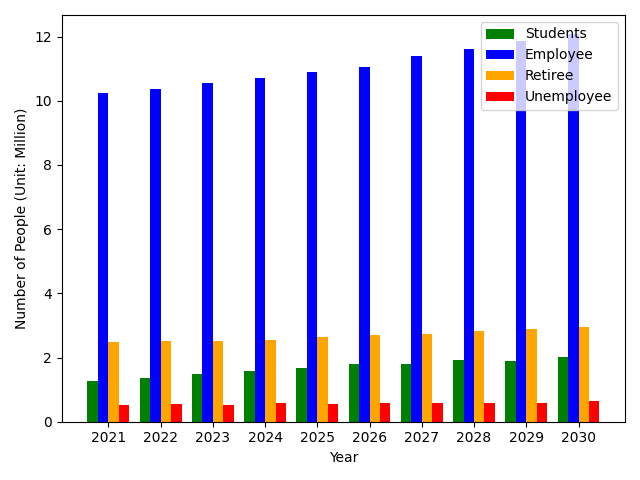 Students
Employee
Retiree
Unemployee
Number of People (Unit: Million)
12
10
8
6
4
2
0
2021 2022 2023 2024 2025 2026 2027 2028 2029 2030
Year